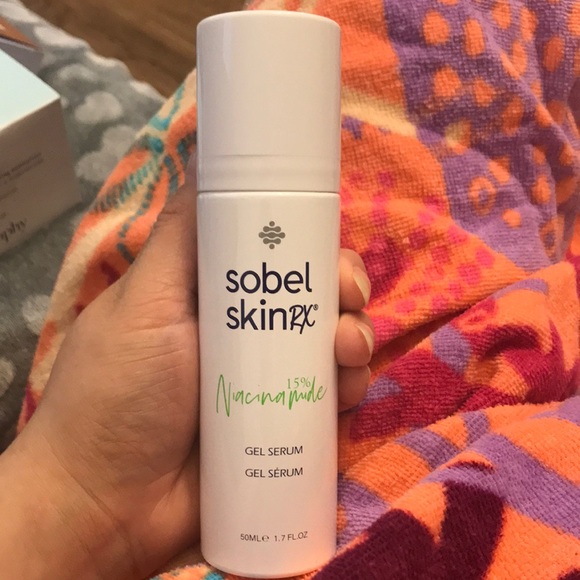 sobel
skinRX®
15%
Niacinamide
GEL SERUM
GEL SÉRUM
50ML℮ 1.7 FL.OZ